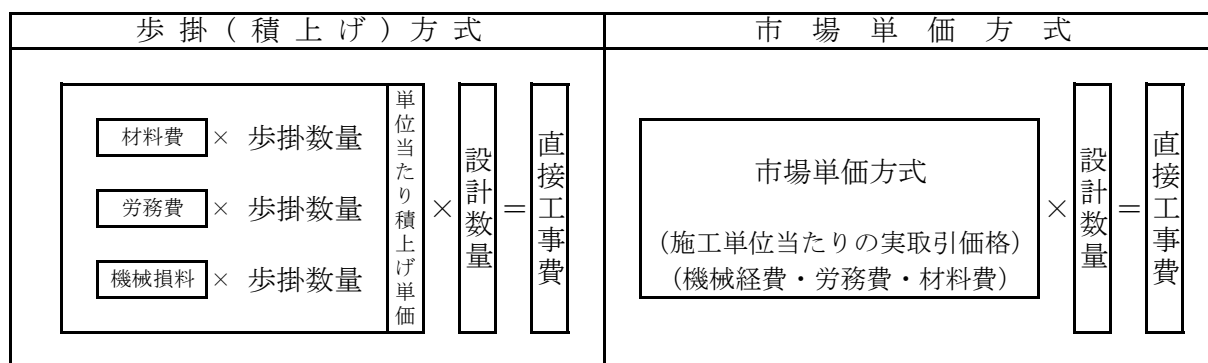 歩掛(積上げ)方式
材料費 × 歩掛数量
労務費 × 歩掛数量
機械損料 × 歩掛数量
単位当たり積上げ単価
×
設計数量
=
直接工事費
市場単価方式
市場単価方式
(施工単位当たりの実取引価格)
(機械経費・労務費・材料費)
×
設計数量
=
直接工事費